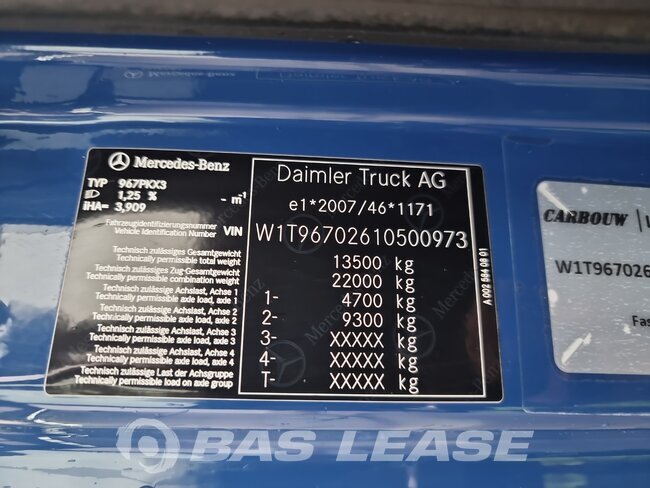 Mercedes-Benz
Mercedes-Benz
TYP 967PKX3
1,25 % - m-1
iHA= 3,909
Fahrzeugidentifizierungsnummer
Vehicle Identification Number VIN
Technisch zulässiges Gesamtgewicht
Technically permissible total weight
Technisch zulässiges Zug-Gesamtgewicht
Technically permissible combination weight
Technisch zulässige Achslast, Achse 1
Technically permissible axle load, axle 1
Technisch zulässige Achslast, Achse 2
Technically permissible axle load, axle 2
Technisch zulässige Achslast, Achse 3
Technically permissible axle load, axle 3
Technisch zulässige Achslast, Achse 4
Technically permissible axle load, axle 4
Technisch zulässige Last der Achsgruppe
Technically permissible load on axle group
Daimler Truck AG
e1*2007/46*1171
W1T96702610500973
13500 kg
22000 kg
1- 4700 kg
2- 9300 kg
3- XXXXX kg
4- XXXXX kg
T- XXXXX kg
A 002 584 08 01
CARBOUW
W1T967026
Fas
BAS LEASE